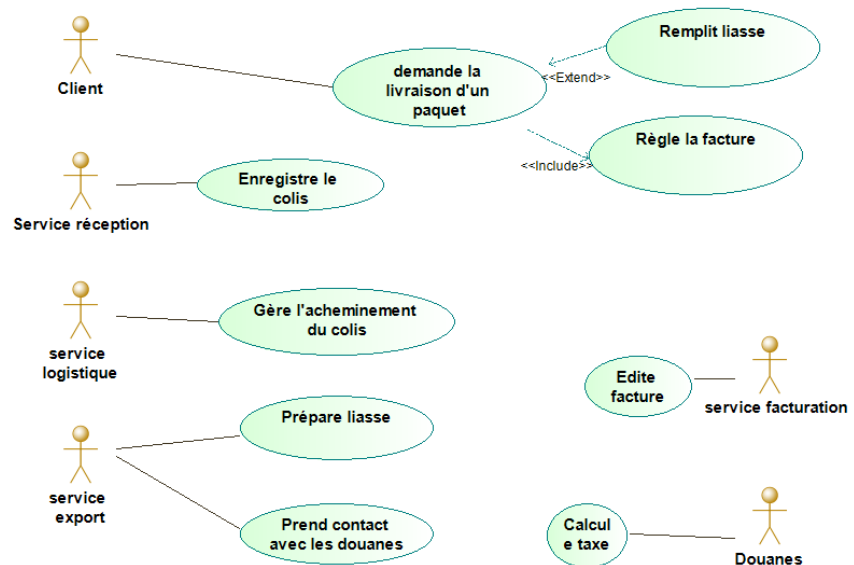 Remplit liasse
demande la
livraison d'un
paquet
<<Extend>>
Client
Règle la facture
<<Include>>
Enregistre le
colis
Service réception
Gère l'acheminement
du colis
service
logistique
Edite
facture
service facturation
Prépare liasse
service
export
Prend contact
avec les douanes
Calcul
e taxe
Douanes